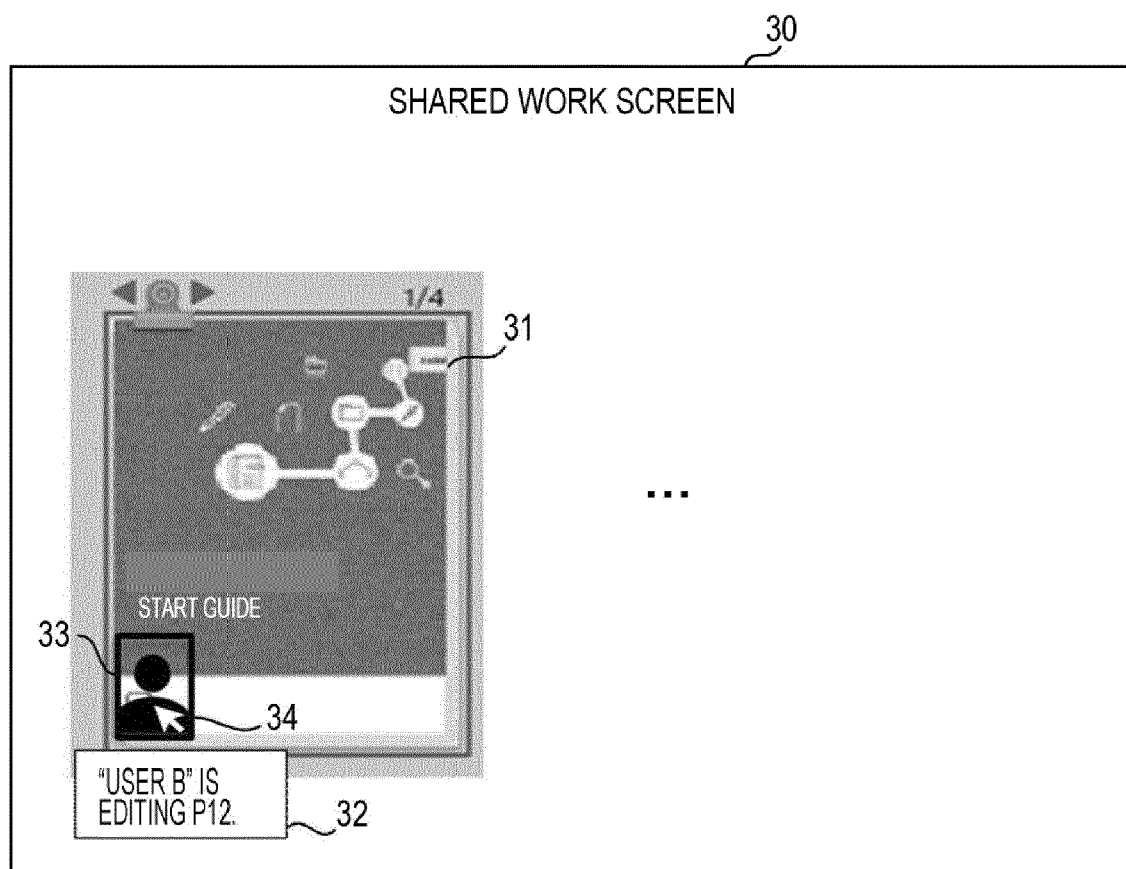 30
SHARED WORK SCREEN
1/4
31
...
START GUIDE
33
34
“USER B” IS
EDITING P12.
32